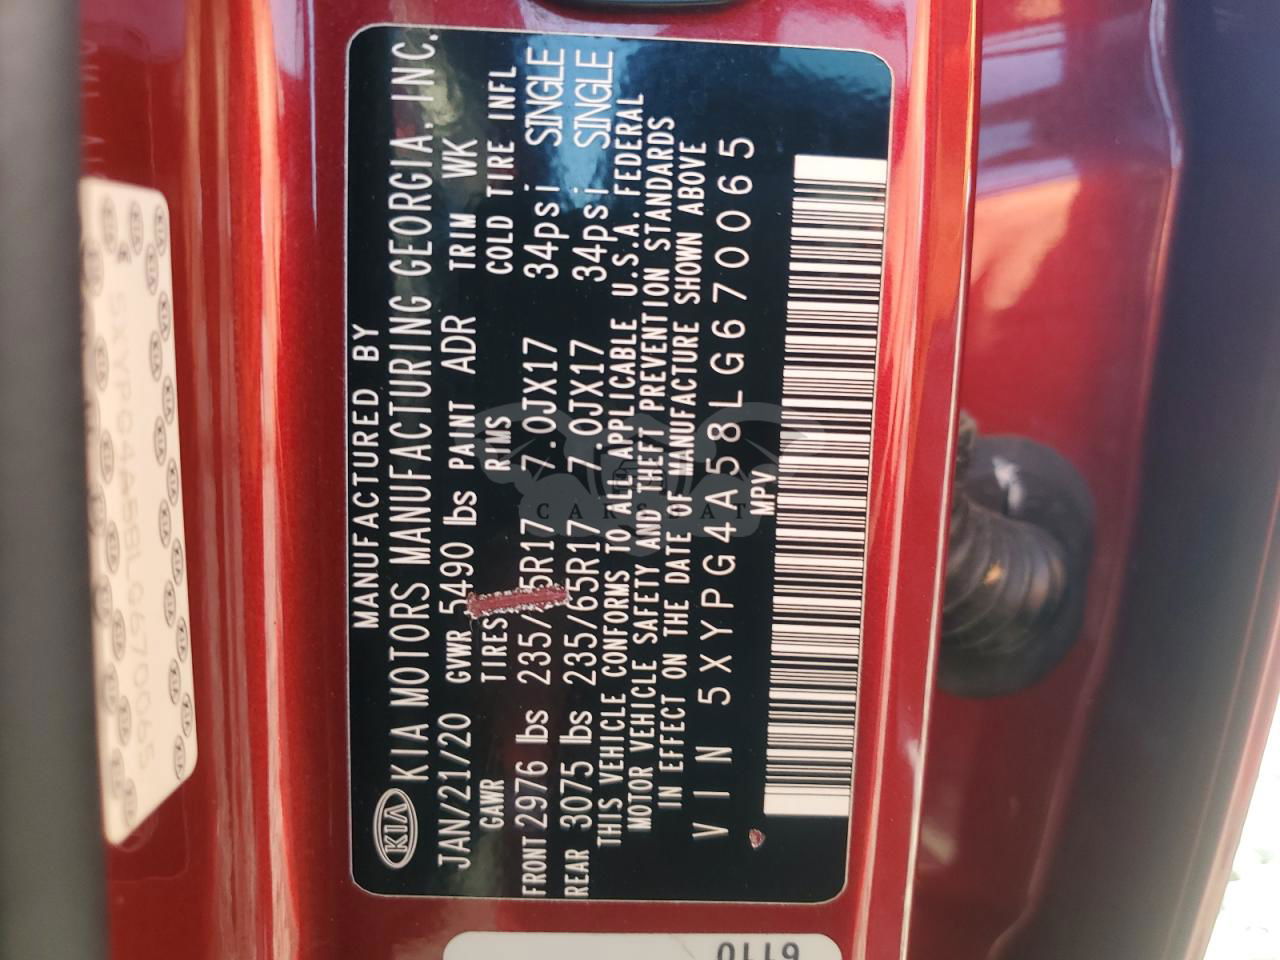 MANUFACTURED BY
KIA KIA MOTORS MANUFACTURING GEORGIA. INC.
JAN/21/20 GVWR 5490 lbs PAINT ADR TRIM WK
GAWR TIRES RIMS COLD TIRE INFL
FRONT 2976 lbs 235/ 5R17 7.0JX17 34psi SINGLE
REAR 3075 lbs 235/65R17 7.0JX17 34psi SINGLE
THIS VEHICLE CONFORMS TO ALL APPLICABLE U.S.A. FEDERAL
MOTOR VEHICLE SAFETY AND THEFT PREVENTION STANDARDS
IN EFFECT ON THE DATE OF MANUFACTURE SHOWN ABOVE
VIN 5XYPG4A58LG670065
MPV
5XYPG4A58LG670065
6110